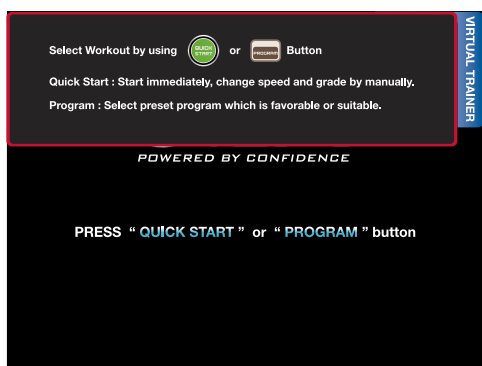 Select Workout by using QUICK START or PROGRAM Button
Quick Start : Start immediately, change speed and grade by manually.
Program : Select preset program which is favorable or suitable.
VIRTUAL TRAINER
POWERED BY CONFIDENCE
PRESS “ QUICK START ” or “ PROGRAM ” button